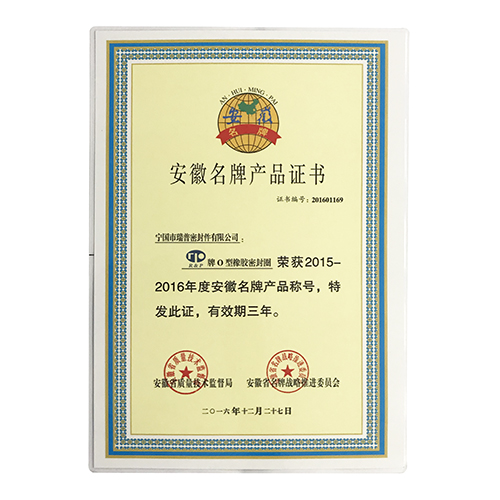 AN·HUI·MING·PAI
安徽
名牌
安徽名牌产品证书
证书编号：201601169
宁国市瑞普密封件有限公司：
牌 O 型橡胶密封圈 荣获2015-
2016年度安徽名牌产品称号，特
发此证，有效期三年。
安徽省质量技术监督局 安徽省名牌战略推进委员会
二〇一六年十二月二十七日